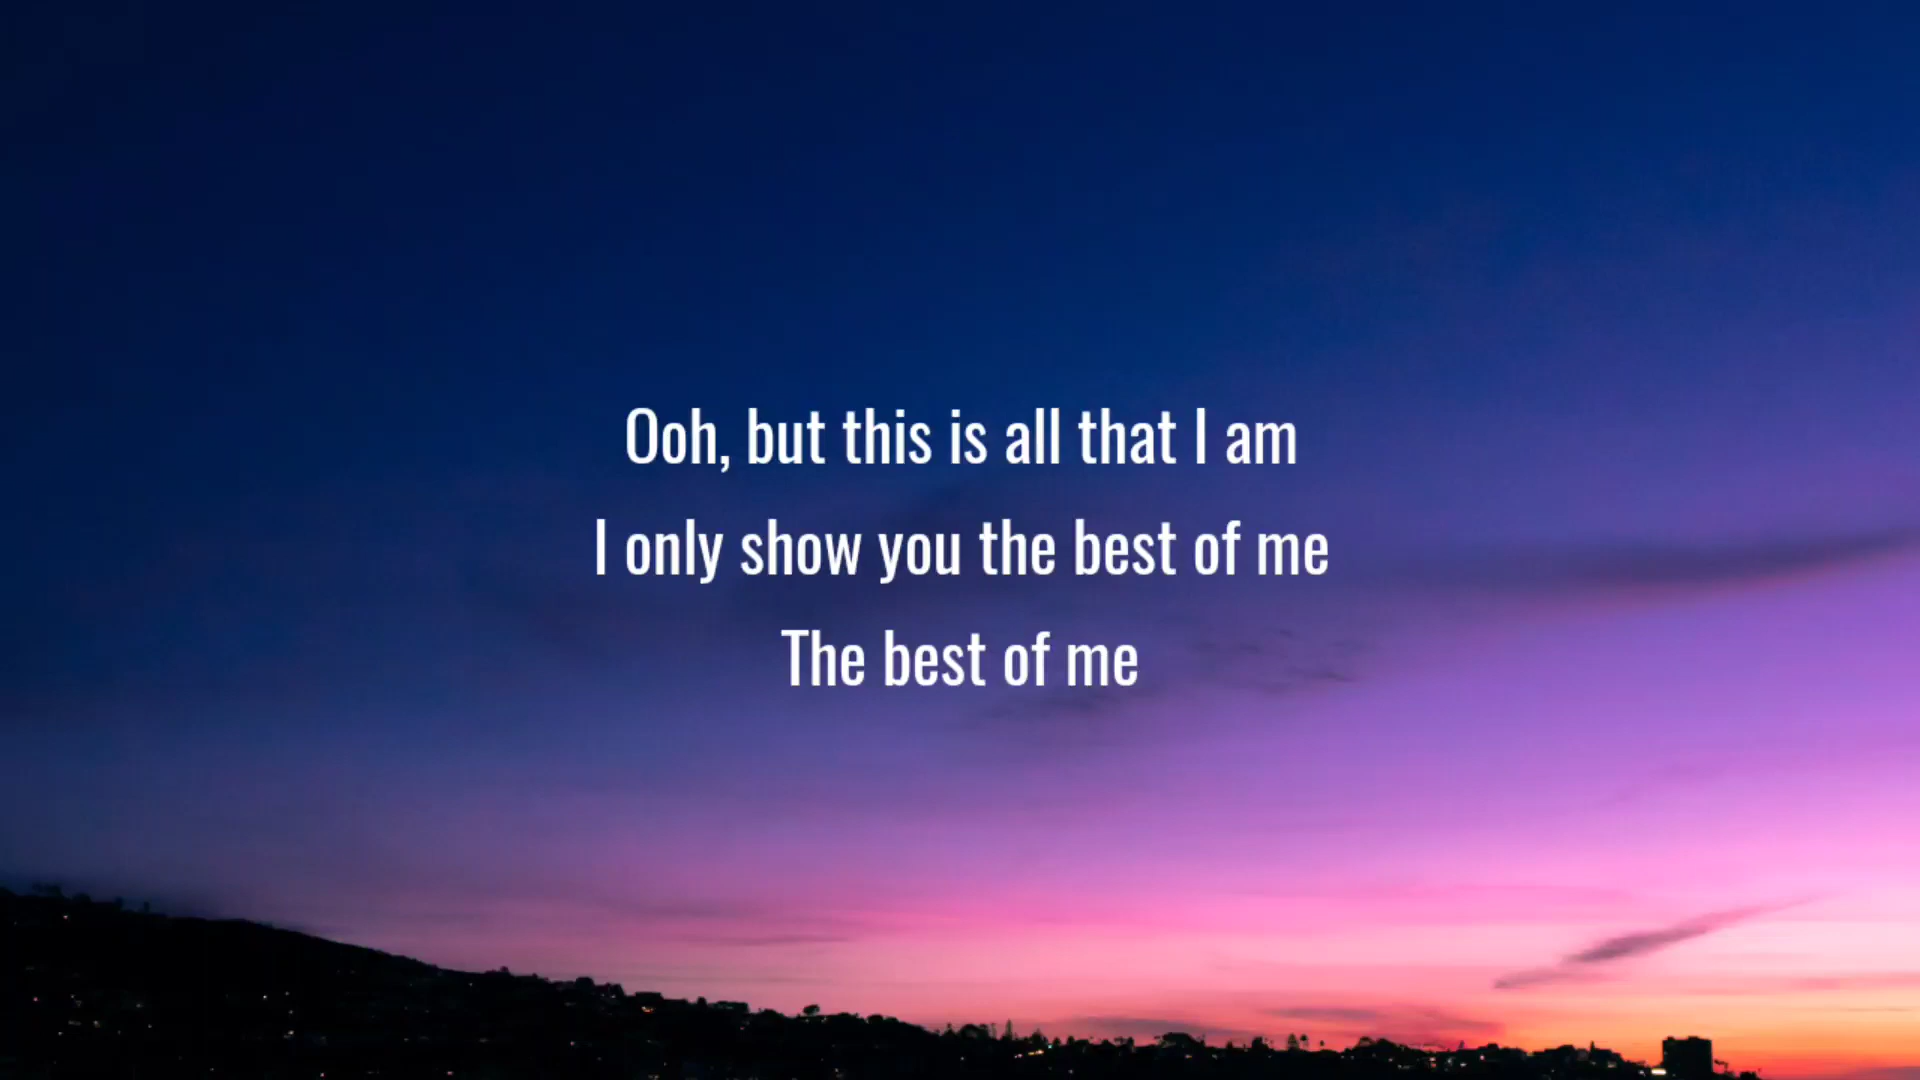 Ooh, but this is all that I am
I only show you the best of me
The best of me